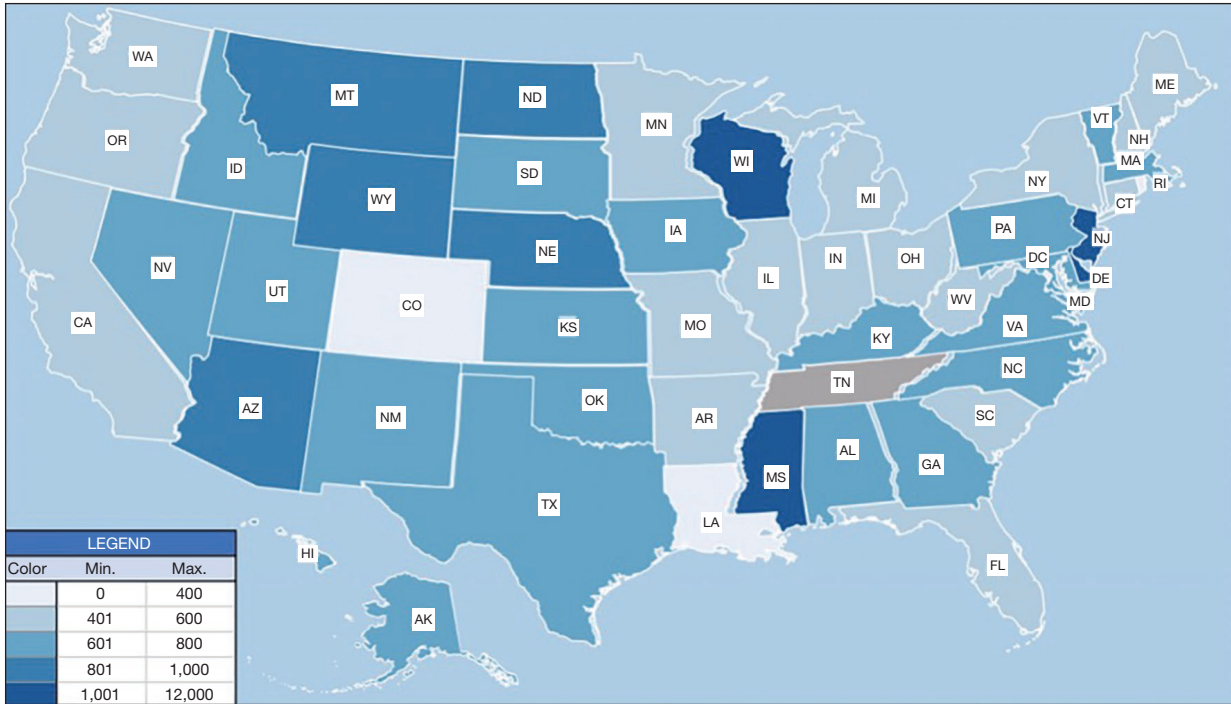 WA
MT
ND
MN
ME
VT
NH
OR
ID
SD
WI
MA
NY
RI
MI
CT
WY
IA
PA
NE
NJ
NV
UT
IL
IN
OH
DC
DE
CO
WV
MD
CA
KS
MO
KY
VA
NC
TN
AZ
NM
OK
AR
SC
MS
AL
GA
TX
LA
HI
FL
AK
LEGEND
Color Min. Max.
0 400
401 600
601 800
801 1,000
1,001 12,000